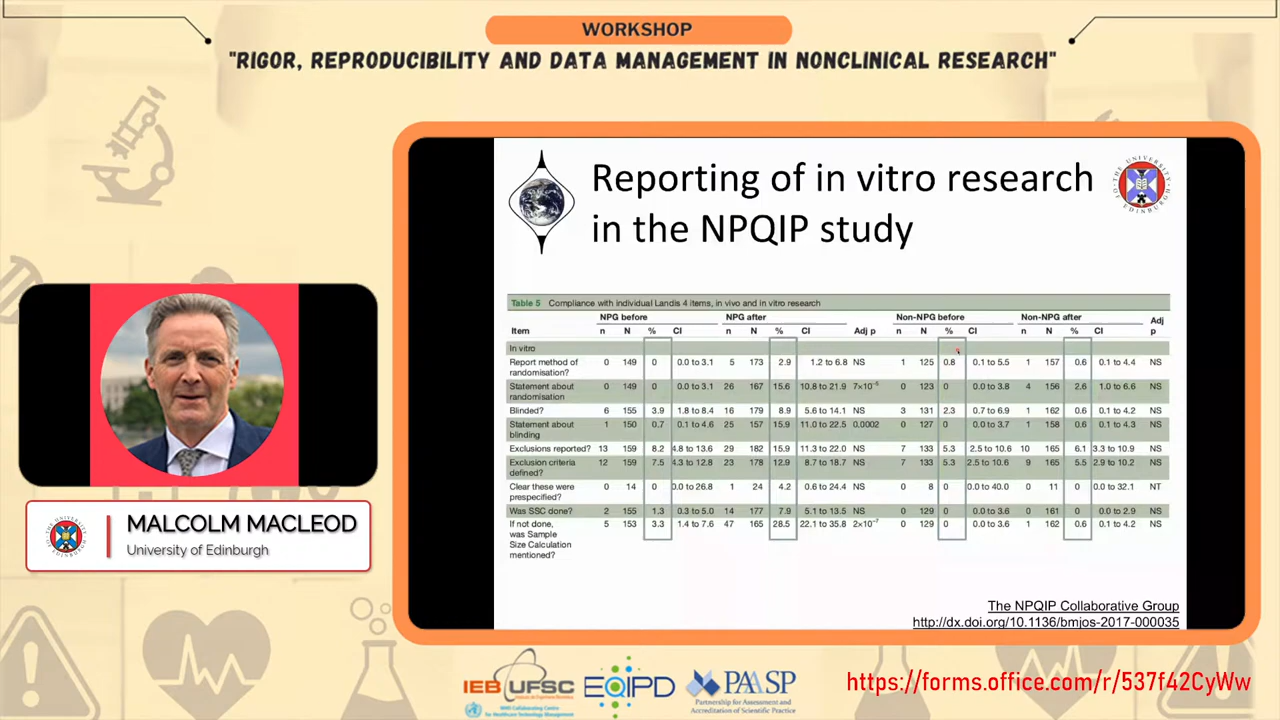 WORKSHOP
"RIGOR, REPRODUCIBILITY AND DATA MANAGEMENT IN NONCLINICAL RESEARCH"
Reporting of in vitro research
in the NPQIP study
THE UNIVERSITY OF EDINBURGH
Table 5 Compliance with individual Landis 4 items, in vivo and in vitro research
NPG before NPG after Non-NPG before Non-NPG after Adj p
Item n N % CI n N % CI Adj p n N % CI n N % CI
In vitro
Report method of randomisation? 0 149 0 0.0 to 3.1 5 173 2.9 1.2 to 6.8 NS 1 125 0.8 0.1 to 5.5 1 157 0.6 0.1 to 4.4 NS
Statement about randomisation 0 149 0 0.0 to 3.1 26 167 15.6 10.8 to 21.9 7×10⁻⁵ 0 123 0 0.0 to 3.8 4 156 2.6 1.0 to 6.6 NS
Blinded? 6 155 3.9 1.8 to 8.4 16 179 8.9 5.6 to 14.1 NS 3 131 2.3 0.7 to 6.9 1 162 0.6 0.1 to 4.2 NS
Statement about blinding 1 150 0.7 0.1 to 4.6 25 157 15.9 11.0 to 22.5 0.0002 0 127 0 0.0 to 3.7 1 158 0.6 0.1 to 4.3 NS
Exclusions reported? 13 159 8.2 4.8 to 13.6 29 182 15.9 11.3 to 22.0 NS 7 133 5.3 2.5 to 10.6 10 165 6.1 3.3 to 10.9 NS
Exclusion criteria defined? 12 159 7.5 4.3 to 12.8 23 178 12.9 8.7 to 18.7 NS 7 133 5.3 2.5 to 10.6 9 165 5.5 2.9 to 10.2 NS
Clear these were prespecified? 0 14 0 0.0 to 26.8 1 24 4.2 0.6 to 24.4 NS 0 8 0 0.0 to 40.0 0 11 0 0.0 to 32.1 NT
Was SSC done? 2 155 1.3 0.3 to 5.0 14 177 7.9 5.1 to 13.5 NS 0 129 0 0.0 to 3.6 0 161 0 0.0 to 2.9 NS
If not done, was Sample Size Calculation mentioned? 5 153 3.3 1.4 to 7.6 47 165 28.5 22.1 to 35.8 2×10⁻⁷ 0 129 0 0.0 to 3.6 1 162 0.6 0.1 to 4.2 NS
The NPQIP Collaborative Group
http://dx.doi.org/10.1136/bmjos-2017-000035
MALCOLM MACLEOD
University of Edinburgh
IEB UFSC
EQIPD
PAASP
Partnership for Assessment and
Accreditation of Scientific Practice
https://forms.office.com/r/537f42CyWw